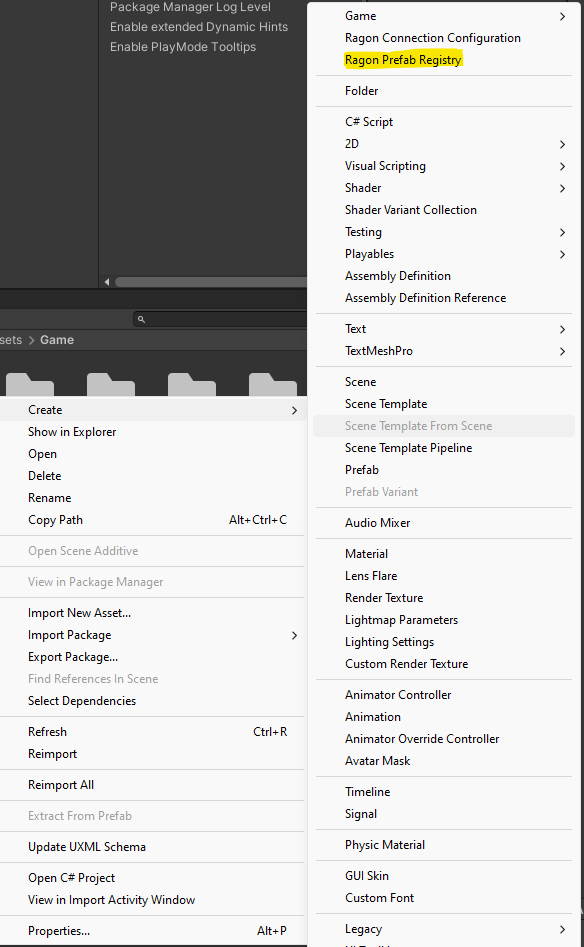 Package Manager Log Level
Enable extended Dynamic Hints
Enable PlayMode Tooltips
sets > Game
Create
Show in Explorer
Open
Delete
Rename
Copy Path Alt+Ctrl+C
Open Scene Additive
View in Package Manager
Import New Asset...
Import Package
Export Package...
Find References In Scene
Select Dependencies
Refresh Ctrl+R
Reimport
Reimport All
Extract From Prefab
Update UXML Schema
Open C# Project
View in Import Activity Window
Properties... Alt+P
Game
Ragon Connection Configuration
Ragon Prefab Registry
Folder
C# Script
2D
Visual Scripting
Shader
Shader Variant Collection
Testing
Playables
Assembly Definition
Assembly Definition Reference
Text
TextMeshPro
Scene
Scene Template
Scene Template From Scene
Scene Template Pipeline
Prefab
Prefab Variant
Audio Mixer
Material
Lens Flare
Render Texture
Lightmap Parameters
Lighting Settings
Custom Render Texture
Animator Controller
Animation
Animator Override Controller
Avatar Mask
Timeline
Signal
Physic Material
GUI Skin
Custom Font
Legacy